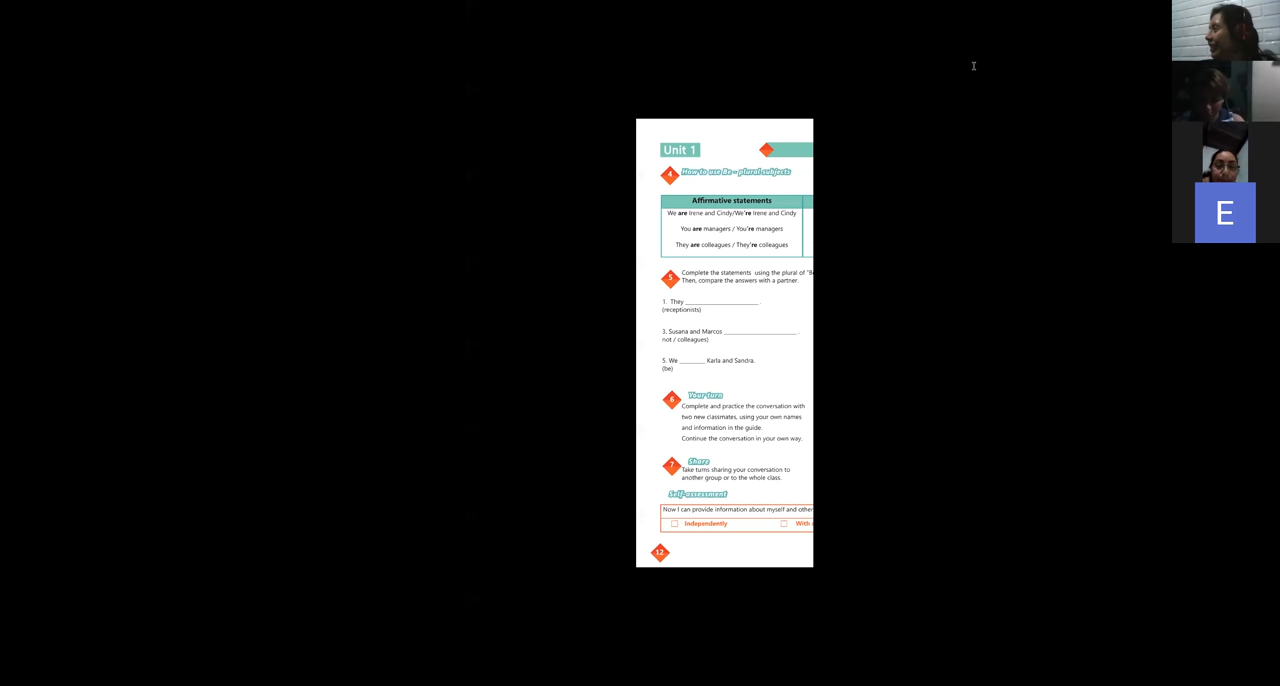 Unit 1
4 How to use Be – plural subjects
Affirmative statements
We are Irene and Cindy/We're Irene and Cindy
You are managers / You're managers
They are colleagues / They're colleagues
5 Complete the statements using the plural of "B
Then, compare the answers with a partner.
1. They ______________________ .
(receptionists)
3. Susana and Marcos ______________________ .
not / colleagues)
5. We ________ Karla and Sandra.
(be)
6 Your turn
Complete and practice the conversation with
two new classmates, using your own names
and information in the guide.
Continue the conversation in your own way.
7 Share
Take turns sharing your conversation to
another group or to the whole class.
Self-assessment
Now I can provide information about myself and other
Independently With
12
E